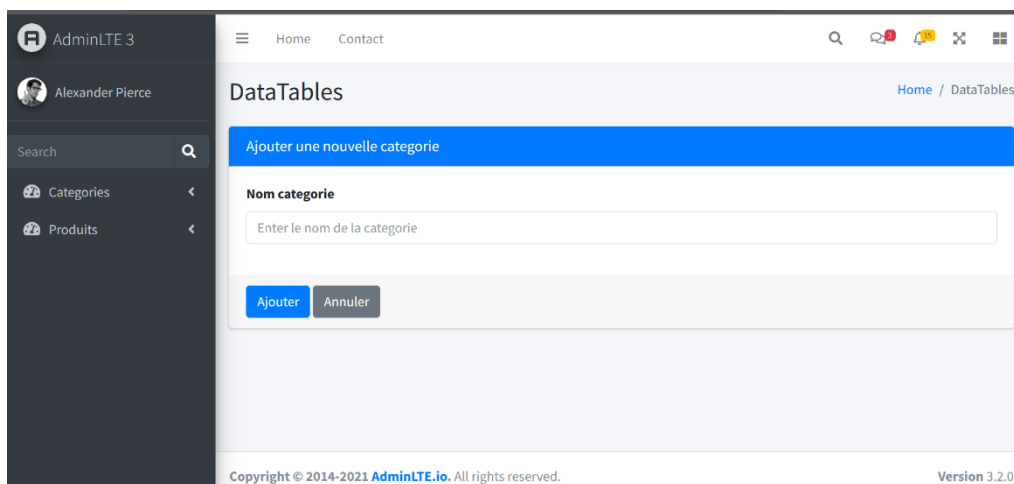 AdminLTE 3
Home Contact
3
15
Alexander Pierce
DataTables
Home / DataTables
Search
Ajouter une nouvelle categorie
Categories
Nom categorie
Produits
Enter le nom de la categorie
Ajouter Annuler
Copyright © 2014-2021 AdminLTE.io. All rights reserved.
Version 3.2.0